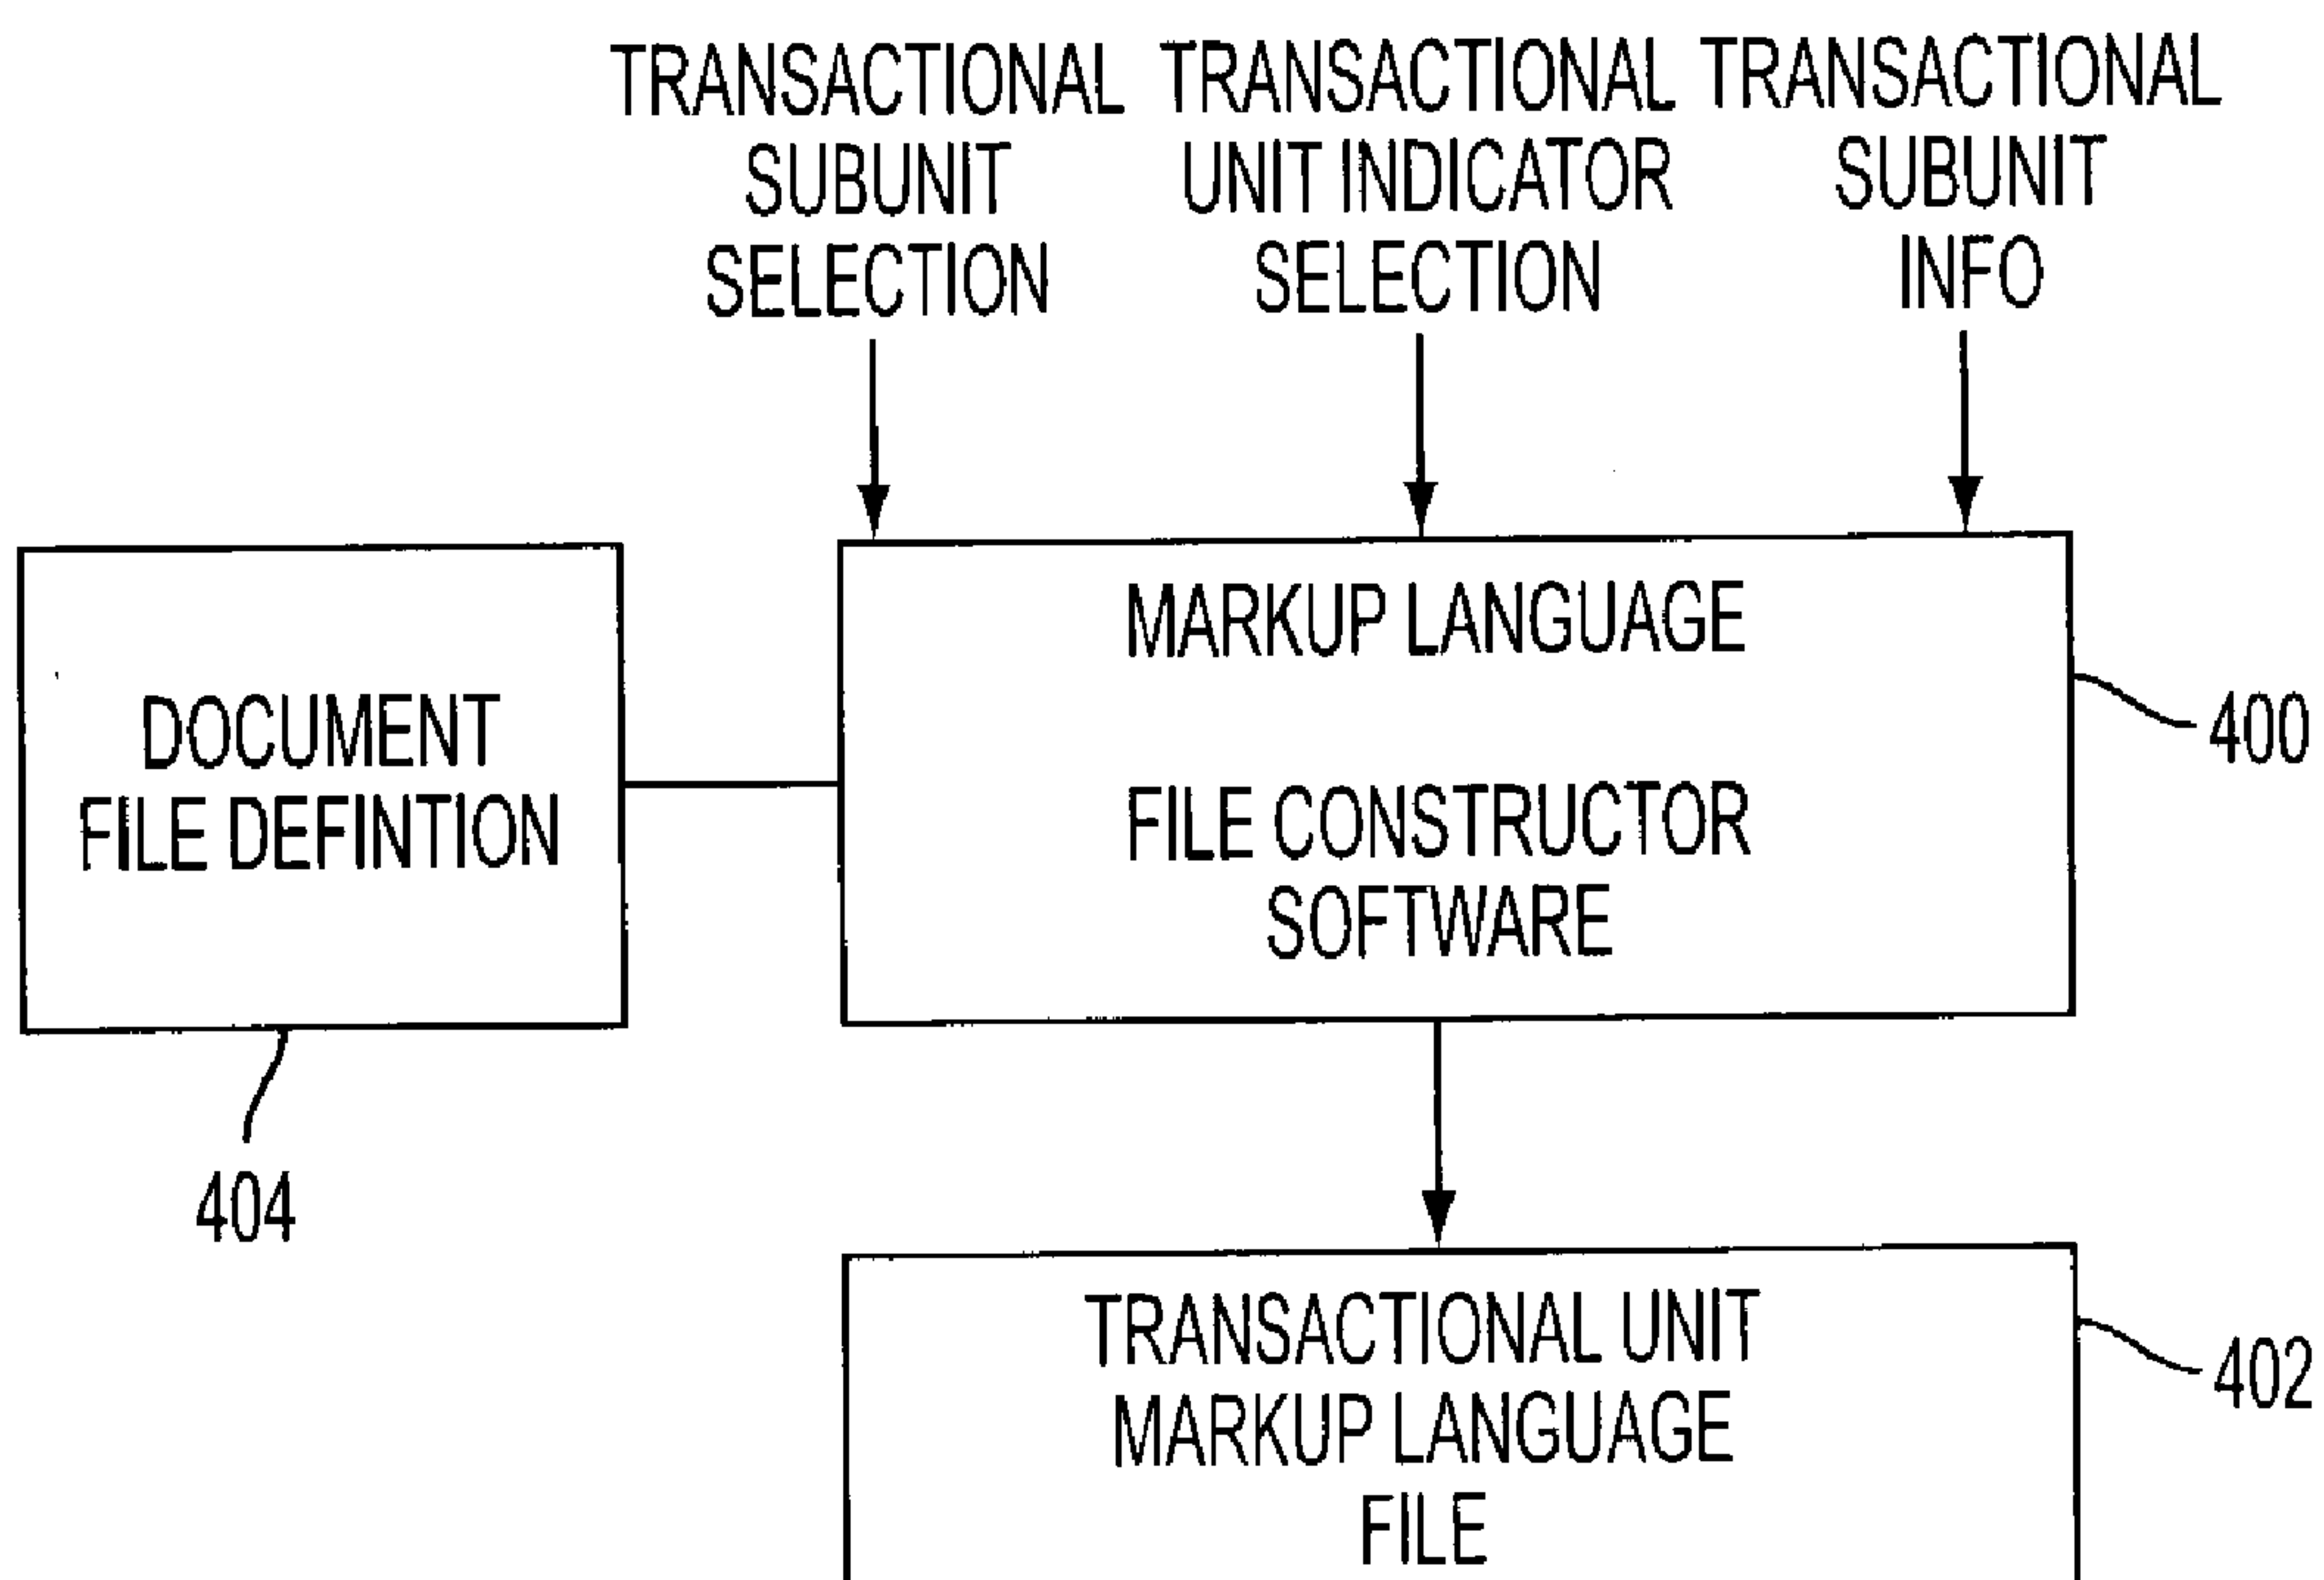 TRANSACTIONAL
SUBUNIT
SELECTION
TRANSACTIONAL
UNIT INDICATOR
SELECTION
TRANSACTIONAL
SUBUNIT
INFO
DOCUMENT
FILE DEFINTION
404
MARKUP LANGUAGE
FILE CONSTRUCTOR
SOFTWARE
400
TRANSACTIONAL UNIT
MARKUP LANGUAGE
FILE
402